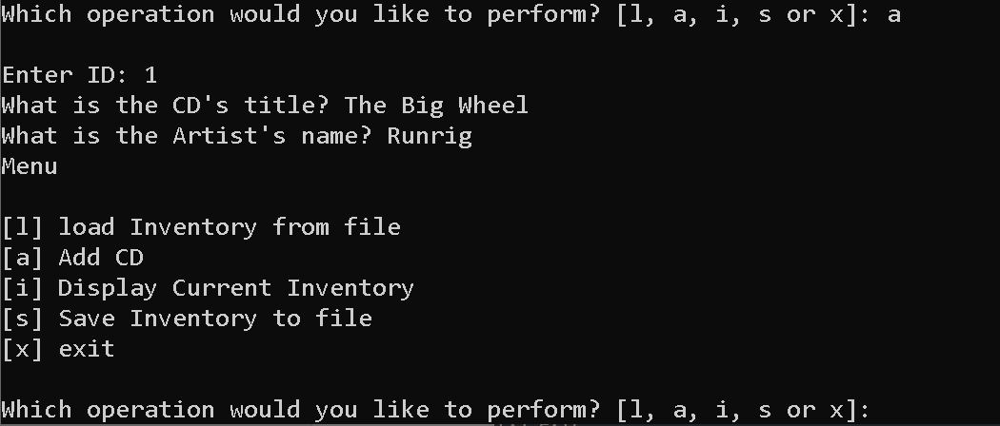 Which operation would you like to perform? [l, a, i, s or x]: a
Enter ID: 1
What is the CD's title? The Big Wheel
What is the Artist's name? Runrig
Menu
[l] load Inventory from file
[a] Add CD
[i] Display Current Inventory
[s] Save Inventory to file
[x] exit
Which operation would you like to perform? [l, a, i, s or x]: